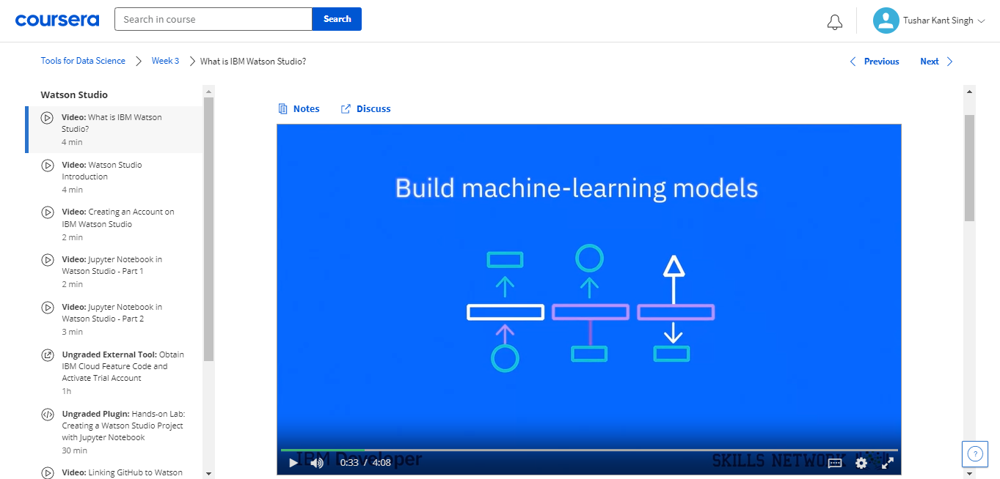 coursera
Search in course
Search
Tushar Kant Singh
Tools for Data Science
Week 3
What is IBM Watson Studio?
Previous
Next
Watson Studio
Video: What is IBM Watson
Studio?
4 min
Video: Watson Studio
Introduction
4 min
Video: Creating an Account on
IBM Watson Studio
2 min
Video: Jupyter Notebook in
Watson Studio - Part 1
2 min
Video: Jupyter Notebook in
Watson Studio - Part 2
3 min
Ungraded External Tool: Obtain
IBM Cloud Feature Code and
Activate Trial Account
1h
Ungraded Plugin: Hands-on Lab:
Creating a Watson Studio Project
with Jupyter Notebook
30 min
Video: Linking GitHub to Watson
Notes
Discuss
Build machine-learning models
IBM Developer
SKILLS NETWORK
0:33 / 4:08
?